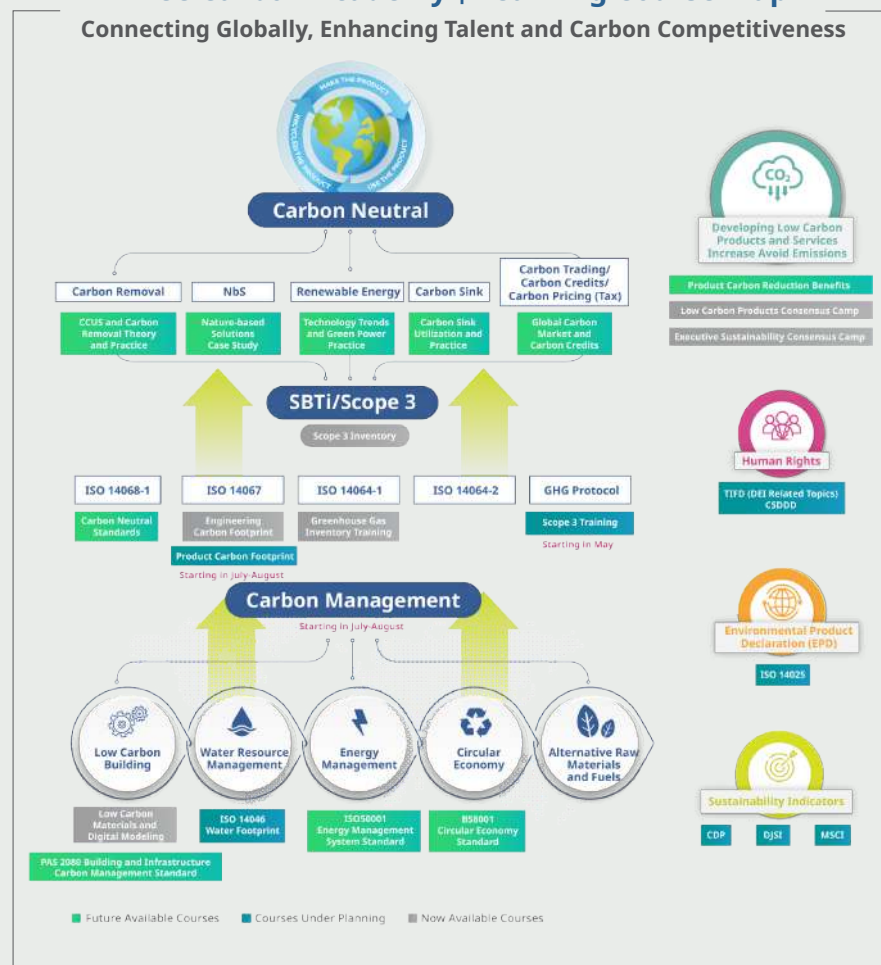 Connecting Globally, Enhancing Talent and Carbon Competitiveness
MAKE THE PRODUCT
USE THE PRODUCT
RECYCLE THE PRODUCT
Carbon Neutral
Carbon Removal
CCUS and Carbon
Removal Theory
and Practice
NbS
Nature-based
Solutions
Case Study
Renewable Energy
Technology Trends
and Green Power
Practice
Carbon Sink
Carbon Sink
Utilization and
Practice
Carbon Trading/
Carbon Credits/
Carbon Pricing (Tax)
Global Carbon
Market and
Carbon Credits
SBTi/Scope 3
Scope 3 Inventory
ISO 14068-1
Carbon Neutral
Standards
ISO 14067
Engineering
Carbon Footprint
Product Carbon Footprint
Starting in July-August
ISO 14064-1
Greenhouse Gas
Inventory Training
ISO 14064-2
GHG Protocol
Scope 3 Training
Starting in May
Carbon Management
Starting in July-August
Low Carbon
Building
Low Carbon
Materials and
Digital Modeling
PAS 2080 Building and Infrastructure
Carbon Management Standard
Water Resource
Management
ISO 14046
Water Footprint
Energy
Management
ISO50001
Energy Management
System Standard
Circular
Economy
BS8001
Circular Economy
Standard
Alternative Raw
Materials
and Fuels
CO2
Developing Low Carbon
Products and Services
Increase Avoid Emissions
Product Carbon Reduction Benefits
Low Carbon Products Consensus Camp
Executive Sustainability Consensus Camp
Human Rights
TIFD (DEI Related Topics)
CSDDD
Environmental Product
Declaration (EPD)
ISO 14025
Sustainability Indicators
CDP
DJSI
MSCI
Future Available Courses
Courses Under Planning
Now Available Courses